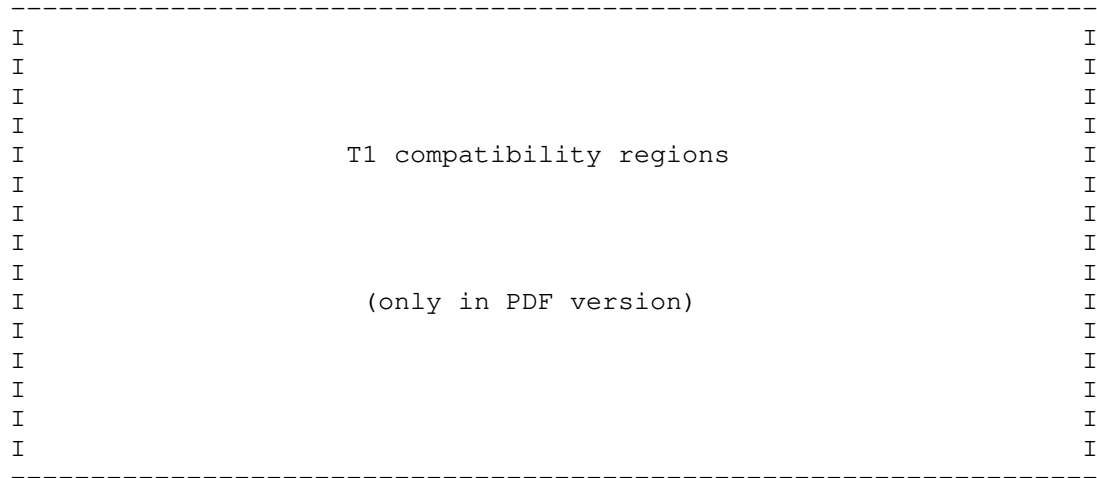 ----------------------------------------------------------------------
I                                                                    I
I                                                                    I
I                                                                    I
I                                                                    I
I                    T1 compatibility regions                        I
I                                                                    I
I                                                                    I
I                                                                    I
I                                                                    I
I                     (only in PDF version)                          I
I                                                                    I
I                                                                    I
I                                                                    I
I                                                                    I
I                                                                    I
----------------------------------------------------------------------